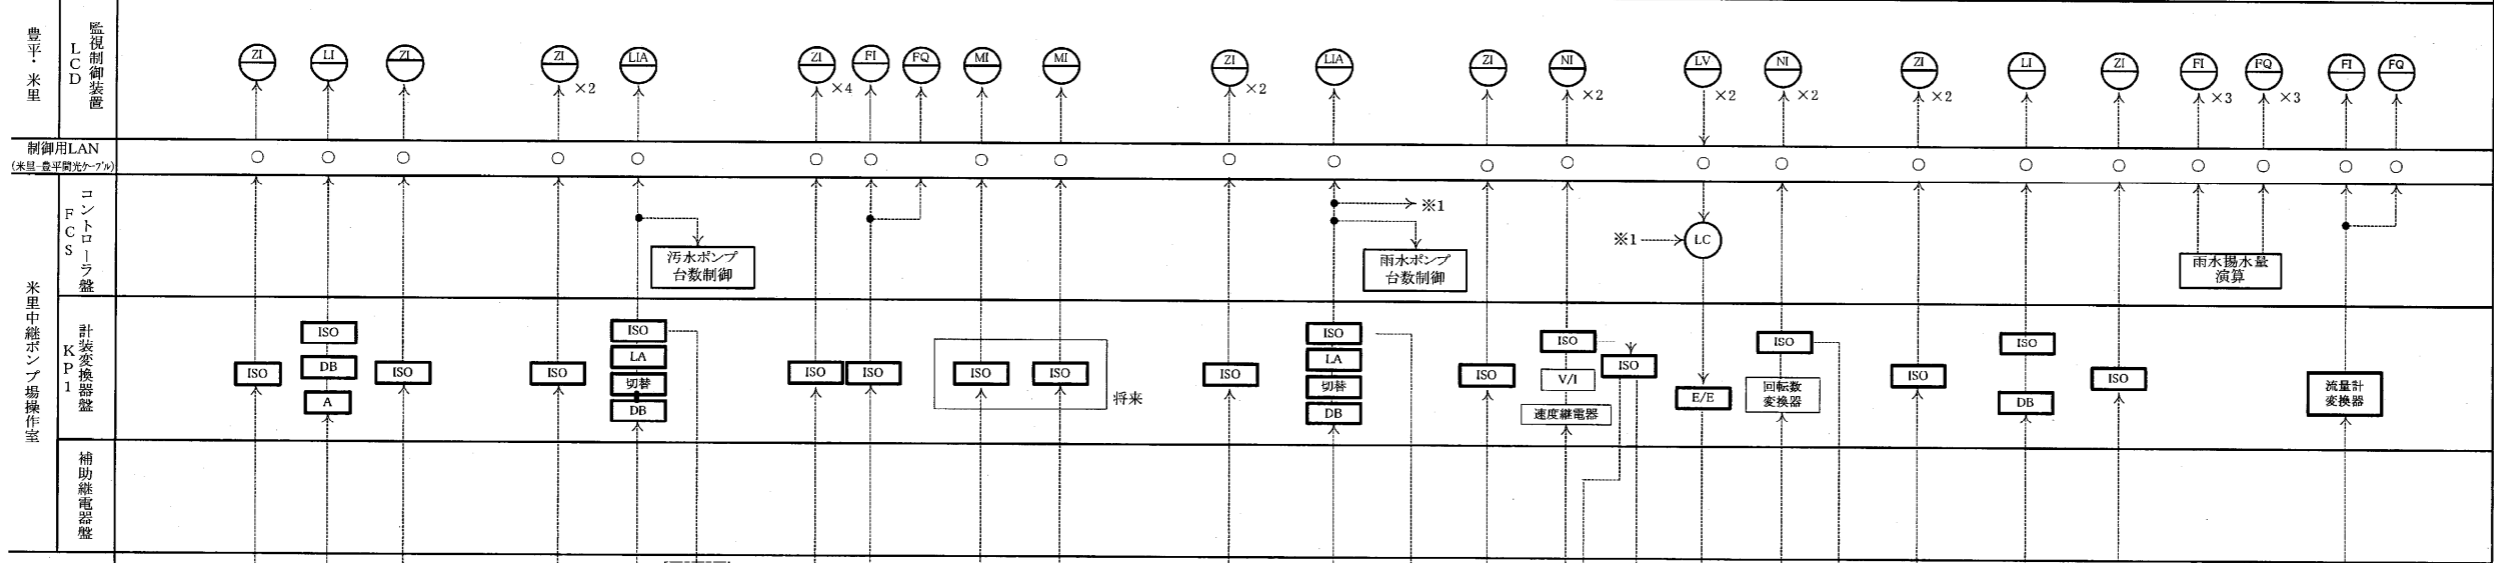 豊平・米里
監視制御装置
LCD
ZI
LI
ZI
ZI
×2
LIA
ZI
×4
FI
FQ
MI
MI
ZI
×2
LIA
ZI
NI
×2
LV
×2
NI
×2
ZI
×2
LI
ZI
FI
×3
FQ
×3
FI
FQ
制御用LAN
(米里-豊平間光ケーブル)
米里中継ポンプ場操作室
コントローラ盤
FCS
汚水ポンプ
台数制御
※1
雨水ポンプ
台数制御
※1
LC
雨水揚水量
演算
計装変換器盤
KP1
ISO
ISO
DB
A
ISO
ISO
ISO
LA
切替
DB
ISO
ISO
ISO
ISO
将来
ISO
ISO
LA
切替
DB
ISO
ISO
V/I
速度継電器
ISO
E/E
ISO
回転数
変換器
ISO
ISO
DB
ISO
流量計
変換器
補助継電器盤